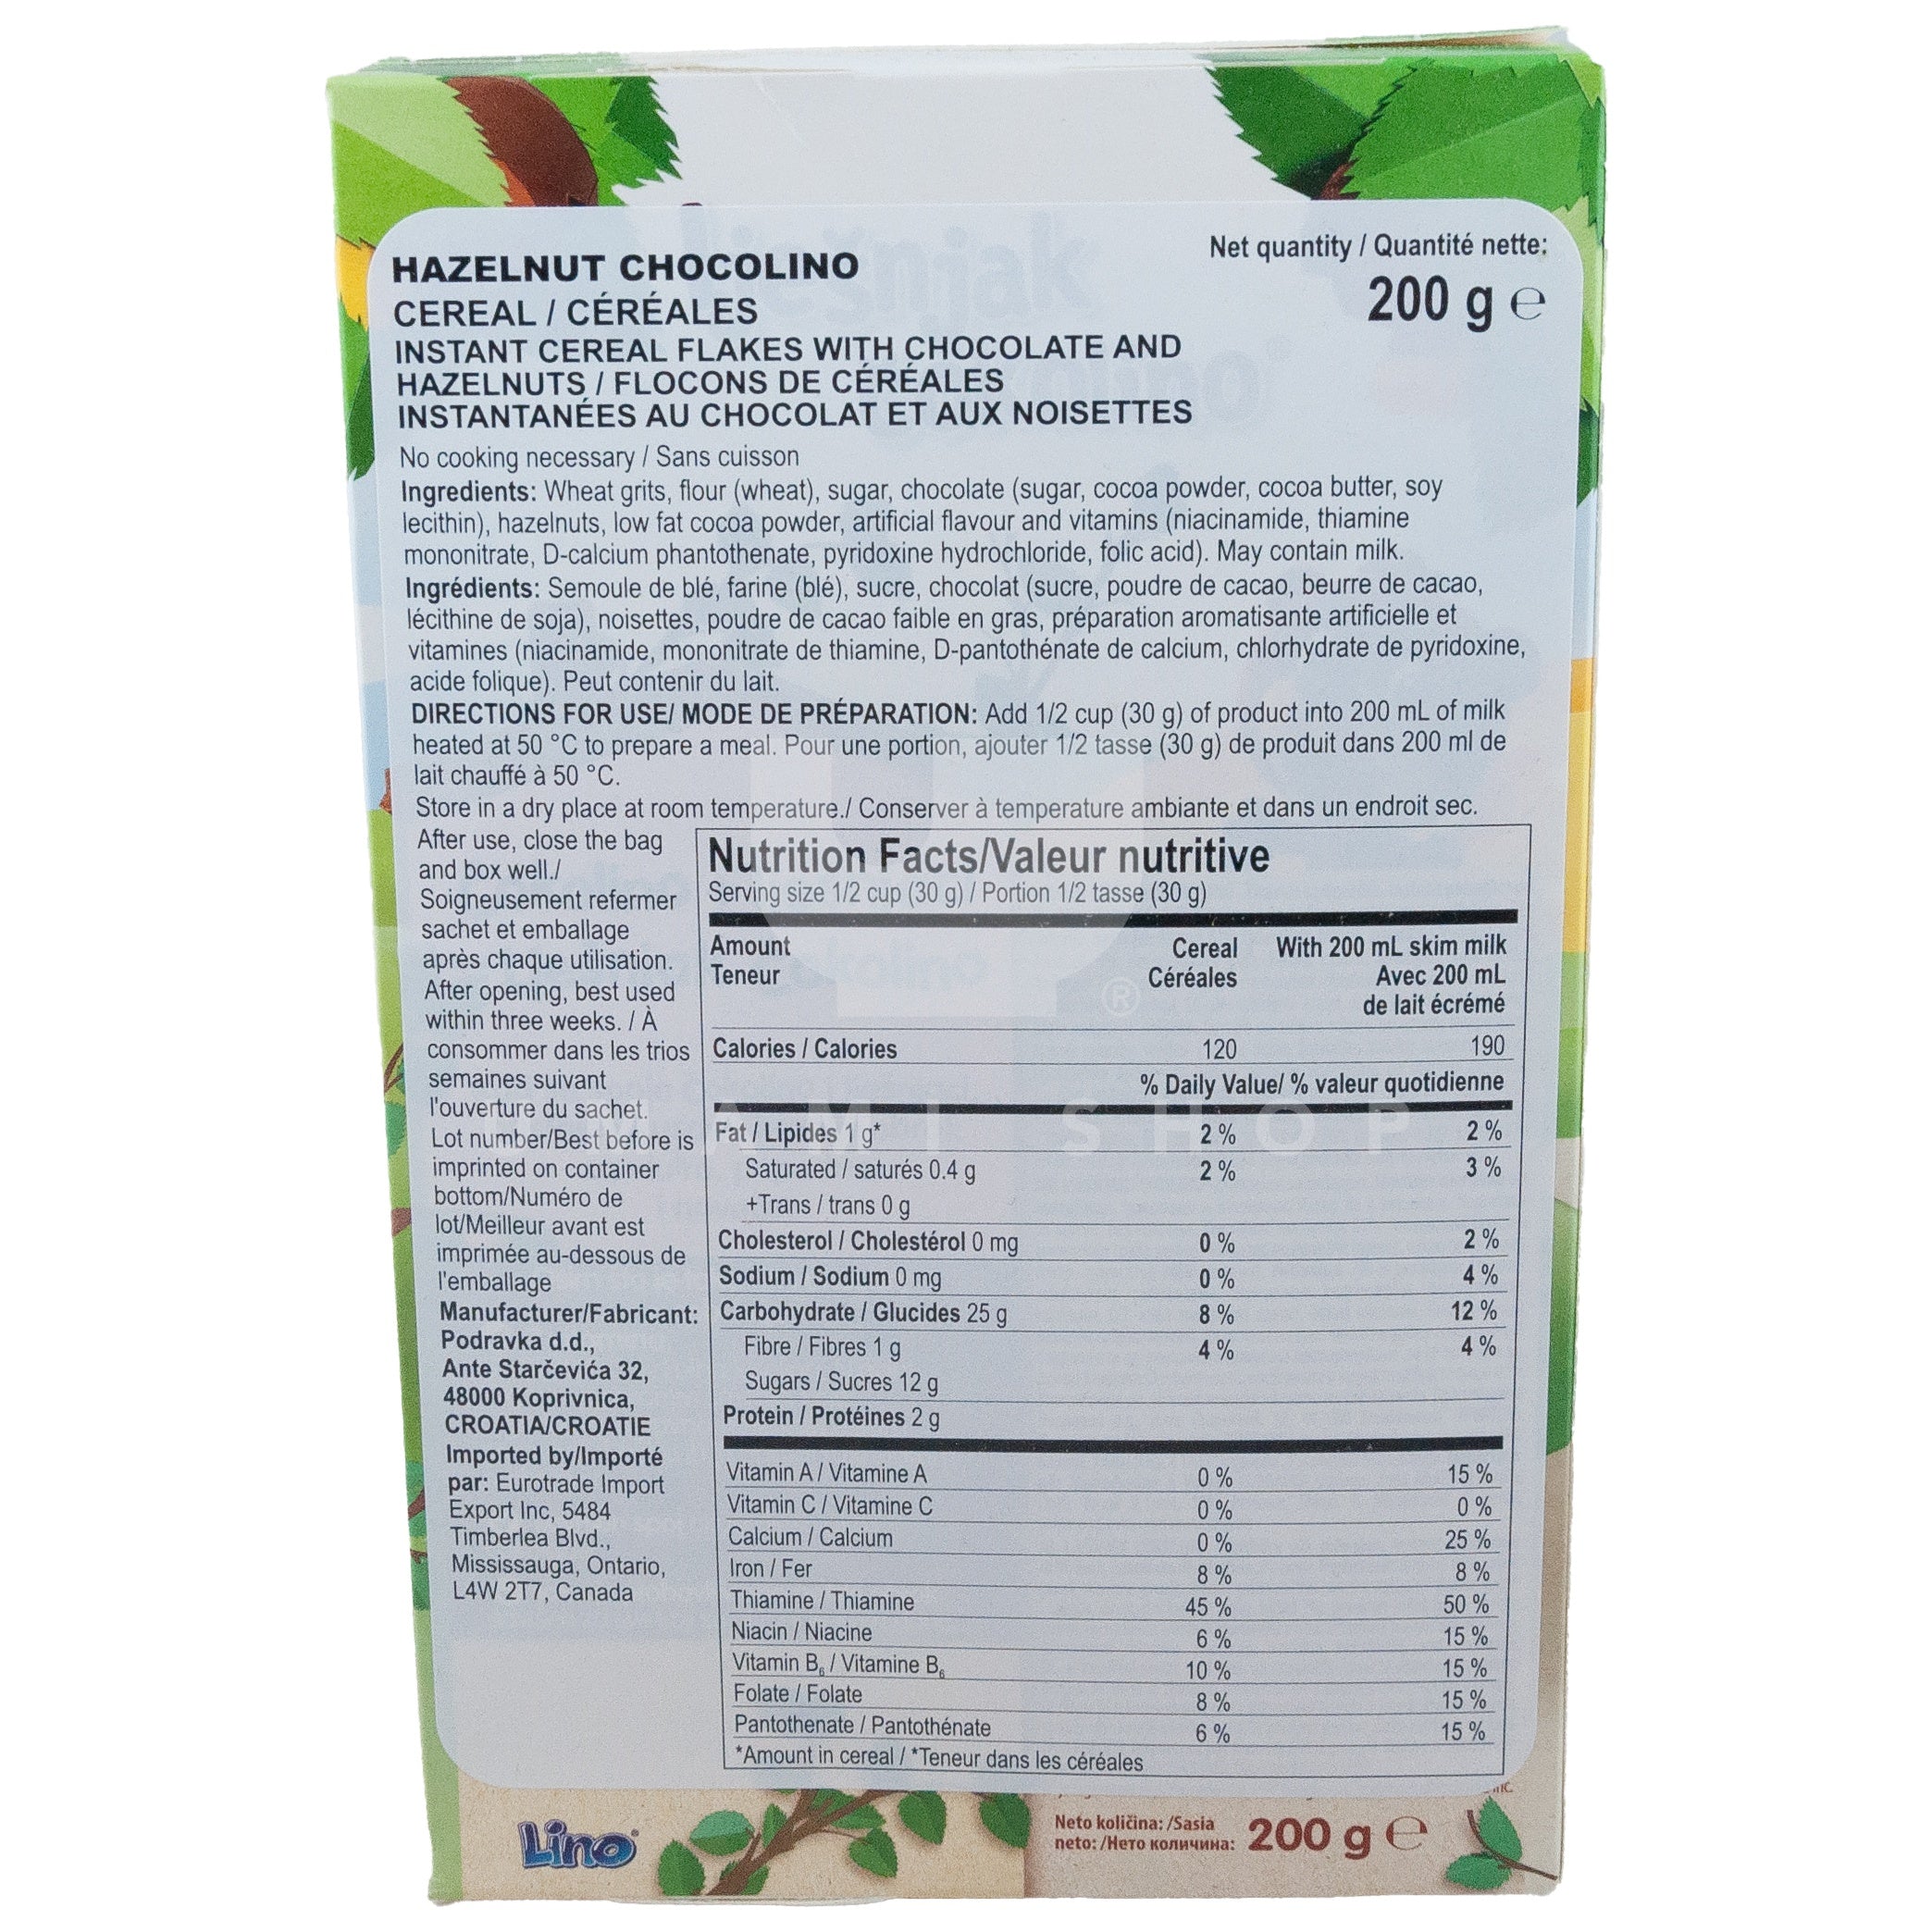 HAZELNUT CHOCOLINO
CEREAL / CÉRÉALES
INSTANT CEREAL FLAKES WITH CHOCOLATE AND
HAZELNUTS / FLOCONS DE CÉRÉALES
INSTANTANÉES AU CHOCOLAT ET AUX NOISETTES
Net quantity / Quantité nette:
200 g e
No cooking necessary / Sans cuisson
Ingredients: Wheat grits, flour (wheat), sugar, chocolate (sugar, cocoa powder, cocoa butter, soy
lecithin), hazelnuts, low fat cocoa powder, artificial flavour and vitamins (niacinamide, thiamine
mononitrate, D-calcium phantothenate, pyridoxine hydrochloride, folic acid). May contain milk.
Ingrédients: Semoule de blé, farine (blé), sucre, chocolat (sucre, poudre de cacao, beurre de cacao,
lécithine de soja), noisettes, poudre de cacao faible en gras, préparation aromatisante artificielle et
vitamines (niacinamide, mononitrate de thiamine, D-pantothénate de calcium, chlorhydrate de pyridoxine,
acide folique). Peut contenir du lait.
DIRECTIONS FOR USE/ MODE DE PRÉPARATION: Add 1/2 cup (30 g) of product into 200 mL of milk
heated at 50 °C to prepare a meal. Pour une portion, ajouter 1/2 tasse (30 g) de produit dans 200 ml de
lait chauffé à 50 °C.
Store in a dry place at room temperature./ Conserver à temperature ambiante et dans un endroit sec.
After use, close the bag
and box well./
Soigneusement refermer
sachet et emballage
après chaque utilisation.
After opening, best used
within three weeks. / À
consommer dans les trios
semaines suivant
l'ouverture du sachet.
Lot number/Best before is
imprinted on container
bottom/Numéro de
lot/Meilleur avant est
imprimée au-dessous de
l'emballage
Manufacturer/Fabricant:
Podravka d.d.,
Ante Starčevića 32,
48000 Koprivnica,
CROATIA/CROATIE
Imported by/Importé
par: Eurotrade Import
Export Inc, 5484
Timberlea Blvd.,
Mississauga, Ontario,
L4W 2T7, Canada
Nutrition Facts/Valeur nutritive
Serving size 1/2 cup (30 g) / Portion 1/2 tasse (30 g)
Amount Cereal With 200 mL skim milk
Teneur Céréales Avec 200 mL
de lait écrémé
Calories / Calories 120 190
% Daily Value/ % valeur quotidienne
Fat / Lipides 1 g* 2 % 2 %
Saturated / saturés 0.4 g 2 % 3 %
+Trans / trans 0 g
Cholesterol / Cholestérol 0 mg 0 % 2 %
Sodium / Sodium 0 mg 0 % 4 %
Carbohydrate / Glucides 25 g 8 % 12 %
Fibre / Fibres 1 g 4 % 4 %
Sugars / Sucres 12 g
Protein / Protéines 2 g
Vitamin A / Vitamine A 0 % 15 %
Vitamin C / Vitamine C 0 % 0 %
Calcium / Calcium 0 % 25 %
Iron / Fer 8 % 8 %
Thiamine / Thiamine 45 % 50 %
Niacin / Niacine 6 % 15 %
Vitamin B6 / Vitamine B6 10 % 15 %
Folate / Folate 8 % 15 %
Pantothenate / Pantothénate 6 % 15 %
*Amount in cereal / *Teneur dans les céréales
UMAMI SHOP
®
Lino
Neto količina: /Sasia
neto: /Нето количина: 200 g e